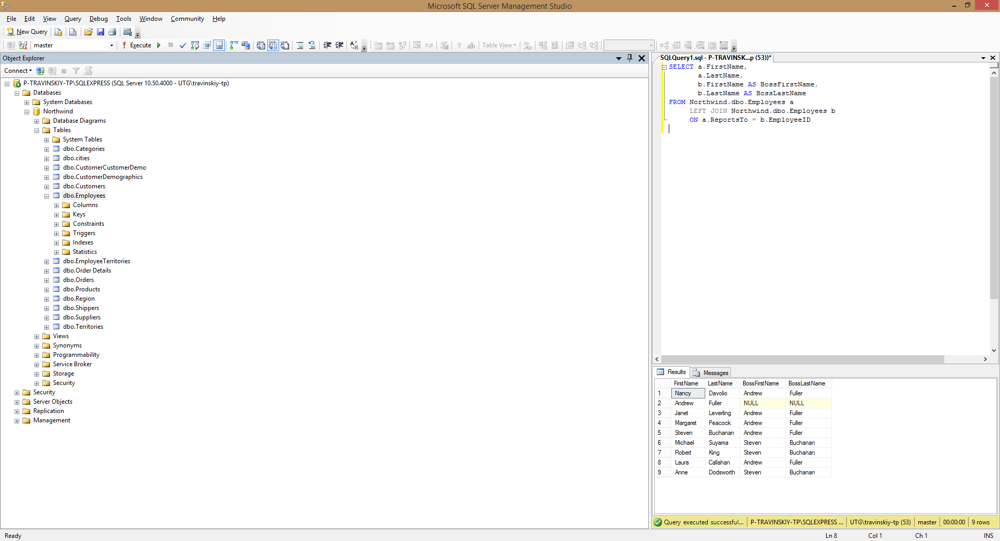 Microsoft SQL Server Management Studio
File Edit View Query Debug Tools Window Community Help
New Query
master Execute Table View
Object Explorer
Connect
P-TRAVINSKIY-TP\SQLEXPRESS (SQL Server 10.50.4000 - UTG\travinskiy-tp)
Databases
System Databases
Northwind
Database Diagrams
Tables
System Tables
dbo.Categories
dbo.cities
dbo.CustomerCustomerDemo
dbo.CustomerDemographics
dbo.Customers
dbo.Employees
Columns
Keys
Constraints
Triggers
Indexes
Statistics
dbo.EmployeeTerritories
dbo.Order Details
dbo.Orders
dbo.Products
dbo.Region
dbo.Shippers
dbo.Suppliers
dbo.Territories
Views
Synonyms
Programmability
Service Broker
Storage
Security
Security
Server Objects
Replication
Management
SQLQuery1.sql - P-TRAVINSK...p (53))*
SELECT a.FirstName,
a.LastName,
b.FirstName AS BossFirstName,
b.LastName AS BossLastName
FROM Northwind.dbo.Employees a
LEFT JOIN Northwind.dbo.Employees b
ON a.ReportsTo = b.EmployeeID
Results Messages
FirstName LastName BossFirstName BossLastName
1 Nancy Davolio Andrew Fuller
2 Andrew Fuller NULL NULL
3 Janet Leverling Andrew Fuller
4 Margaret Peacock Andrew Fuller
5 Steven Buchanan Andrew Fuller
6 Michael Suyama Steven Buchanan
7 Robert King Steven Buchanan
8 Laura Callahan Andrew Fuller
9 Anne Dodsworth Steven Buchanan
Query executed successful... P-TRAVINSKIY-TP\SQLEXPRESS ... UTG\travinskiy-tp (53) master 00:00:00 9 rows
Ready Ln 8 Col 1 Ch 1 INS